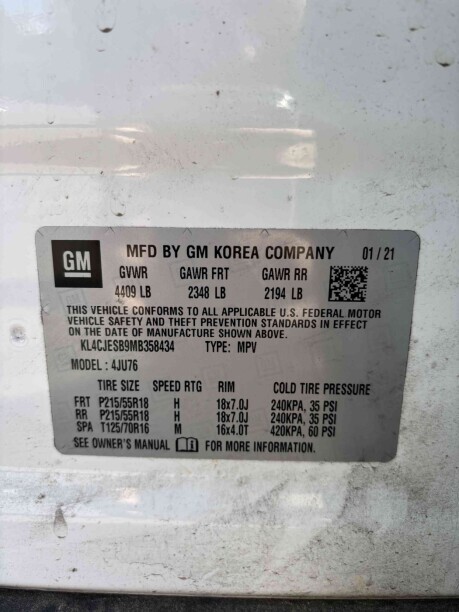 GM MFD BY GM KOREA COMPANY 01 / 21
GVWR GAWR FRT GAWR RR
4409 LB 2348 LB 2194 LB
THIS VEHICLE CONFORMS TO ALL APPLICABLE U.S. FEDERAL MOTOR
VEHICLE SAFETY BUMPER, AND THEFT PREVENTION STANDARDS IN EFFECT
ON THE DATE OF MANUFACTURE SHOWN ABOVE.
KL4CJESB9MB358434 TYPE: MPV
MODEL : 4JU76
TIRE SIZE SPEED RTG RIM COLD TIRE PRESSURE
FRT P215/55R18 H 18x7.0J 240KPA, 35 PSI
RR P215/55R18 H 18x7.0J 240KPA, 35 PSI
SPA T125/70R16 M 16x4.0T 420KPA, 60 PSI
SEE OWNER'S MANUAL FOR MORE INFORMATION.